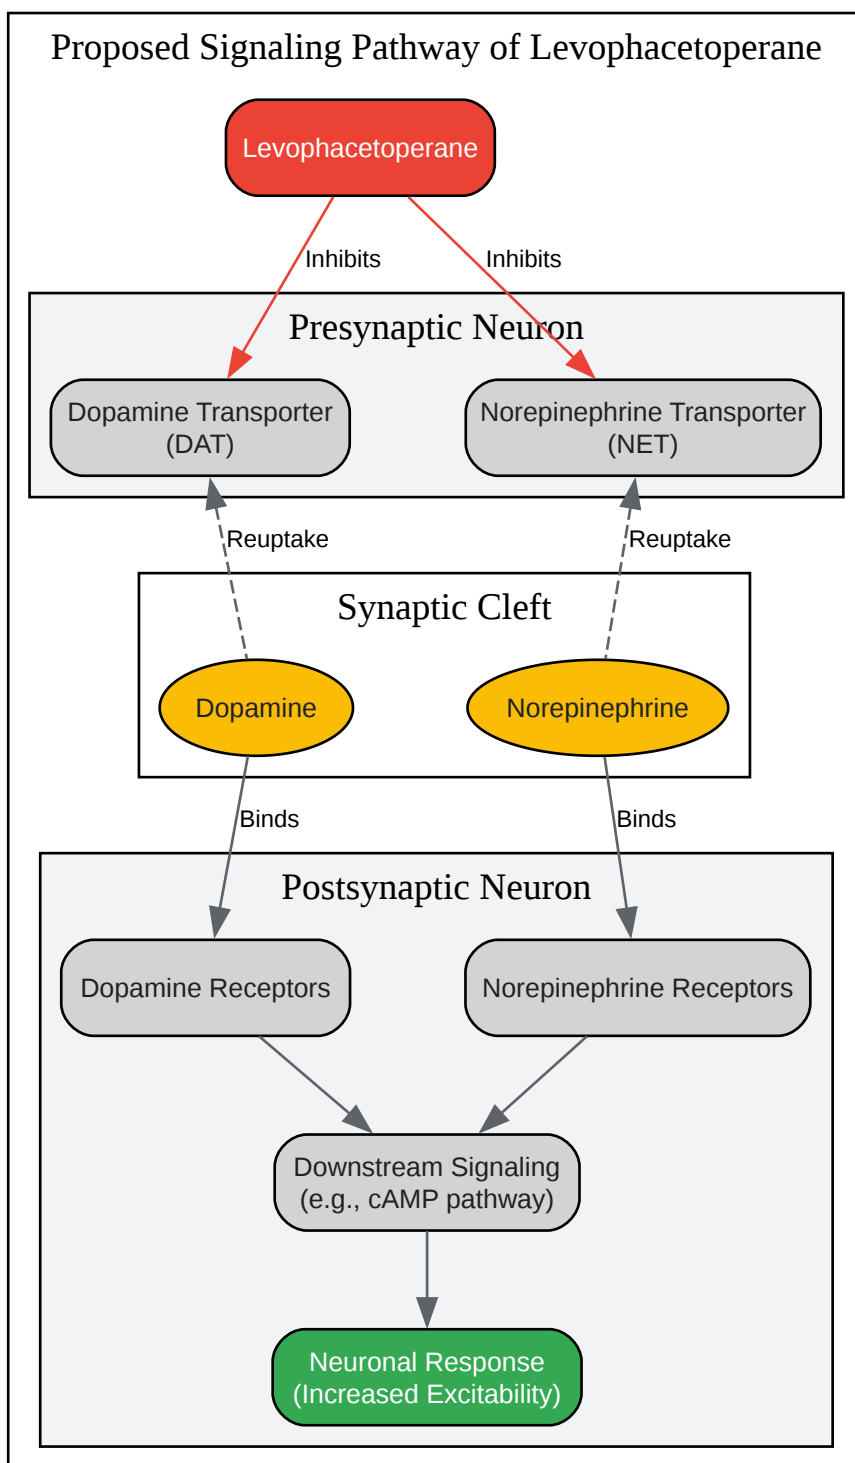 Proposed Signaling Pathway of Levophacetoperane
Levophacetoperane
Inhibits
Inhibits
Presynaptic Neuron
Dopamine Transporter
(DAT)
Norepinephrine Transporter
(NET)
Reuptake
Reuptake
Synaptic Cleft
Dopamine
Norepinephrine
Binds
Binds
Postsynaptic Neuron
Dopamine Receptors
Norepinephrine Receptors
Downstream Signaling
(e.g., cAMP pathway)
Neuronal Response
(Increased Excitability)